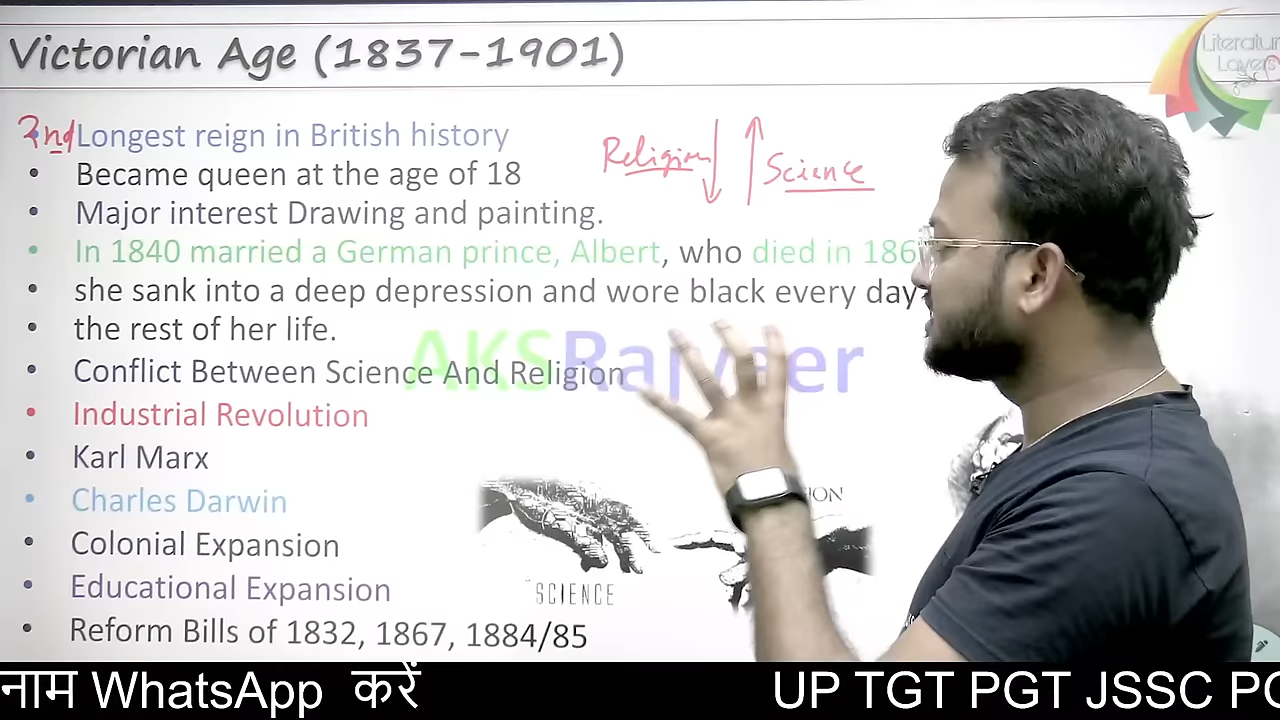 Victorian Age (1837-1901)
Literature
Lovers
2nd Longest reign in British history
Religion
Science
• Became queen at the age of 18
• Major interest Drawing and painting.
• In 1840 married a German prince, Albert, who died in 186
• she sank into a deep depression and wore black every day
• the rest of her life.
• Conflict Between Science And Religion
• Industrial Revolution
• Karl Marx
• Charles Darwin
• Colonial Expansion
• Educational Expansion
• Reform Bills of 1832, 1867, 1884/85
SCIENCE
नाम WhatsApp करें
UP TGT PGT JSSC PG